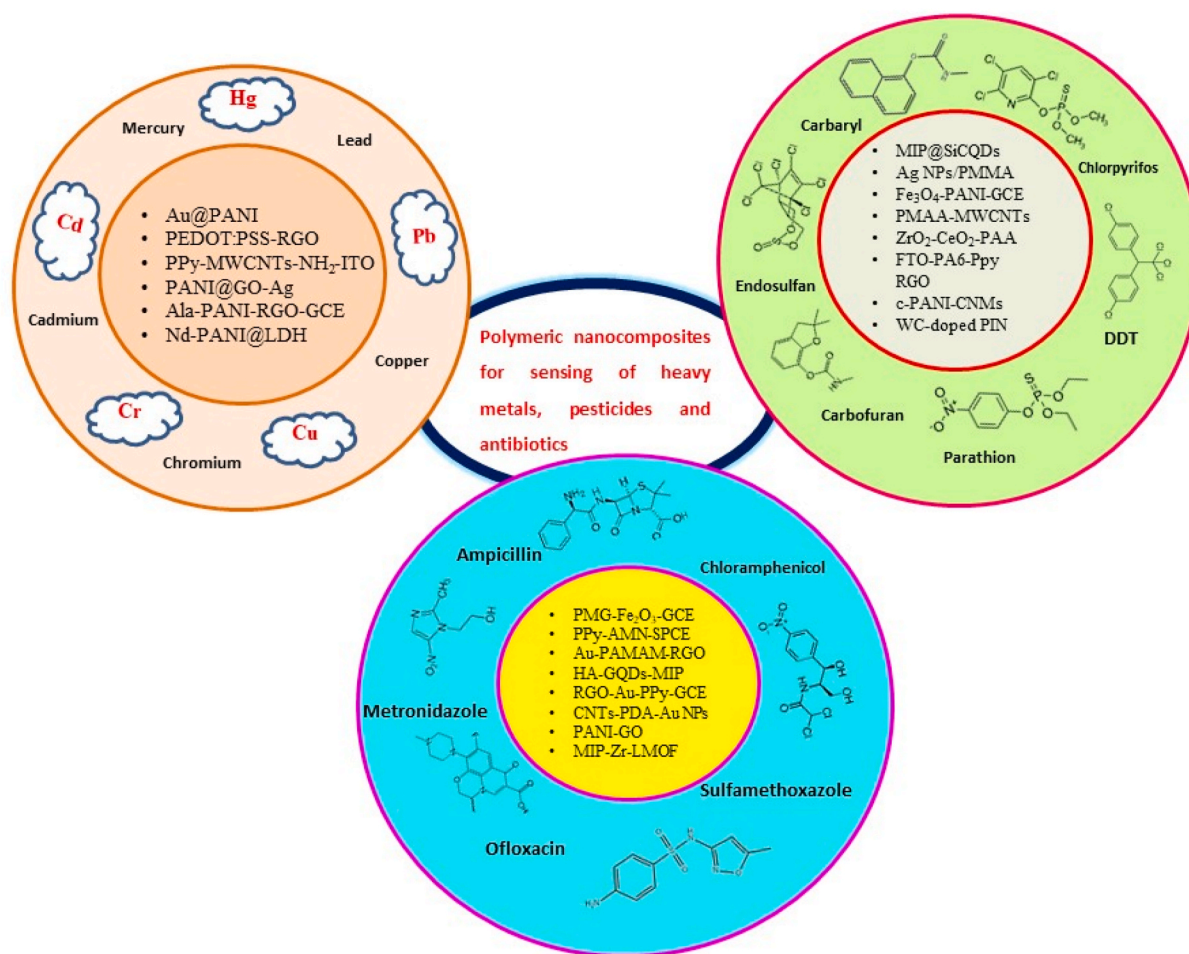 Hg
Mercury
Lead
Cd
Pb
• Au@PANI
• PEDOT:PSS-RGO
• PPy-MWCNTs-NH₂-ITO
• PANI@GO-Ag
• Ala-PANI-RGO-GCE
• Nd-PANI@LDH
Cadmium
Copper
Cr
Cu
Chromium
Polymeric nanocomposites
for sensing of heavy
metals, pesticides and
antibiotics
Carbaryl
Chlorpyrifos
• MIP@SiCQDs
• Ag NPs/PMMA
• Fe₃O₄-PANI-GCE
• PMAA-MWCNTs
• ZrO₂-CeO₂-PAA
• FTO-PA6-Ppy
RGO
• c-PANI-CNMs
• WC-doped PIN
Endosulfan
DDT
Carbofuran
Parathion
Ampicillin
Chloramphenicol
• PMG-Fe₂O₃-GCE
• PPy-AMN-SPCE
• Au-PAMAM-RGO
• HA-GQDs-MIP
• RGO-Au-PPy-GCE
• CNTs-PDA-Au NPs
• PANI-GO
• MIP-Zr-LMOF
Metronidazole
Sulfamethoxazole
Ofloxacin